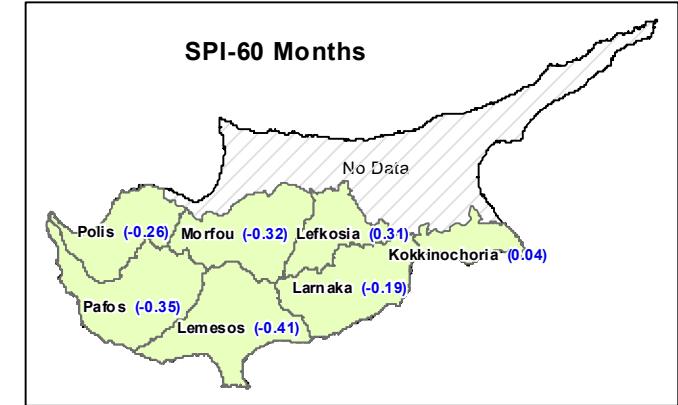 SPI-60 Months
No Data
Polis (-0.26)
Morfou (-0.32)
Lefkosia (0.31)
Kokkinochoria (0.04)
Larnaka (-0.19)
Pafos (-0.35)
Lemesos (-0.41)